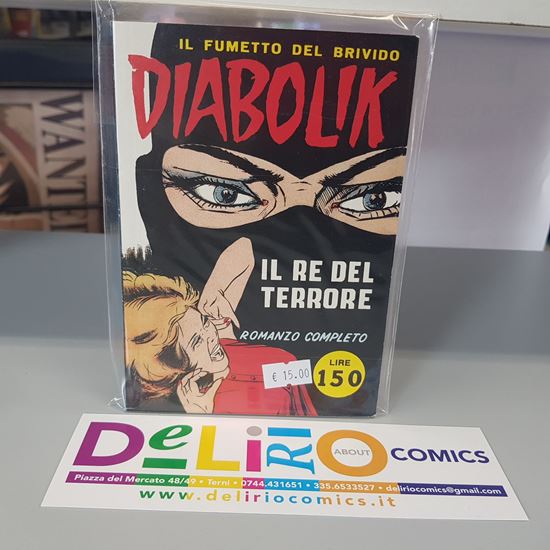 IL FUMETTO DEL BRIVIDO
DIABOLIK
IL RE DEL
TERRORE
ROMANZO COMPLETO
€ 15.00
LIRE
150
WANTED
DeLiRiO ABOUT COMICS
Piazza del Mercato 48/49 • Terni • 0744.431651 • 335.6533527 • deliriocomics@gmail.com
www.deliriocomics.it